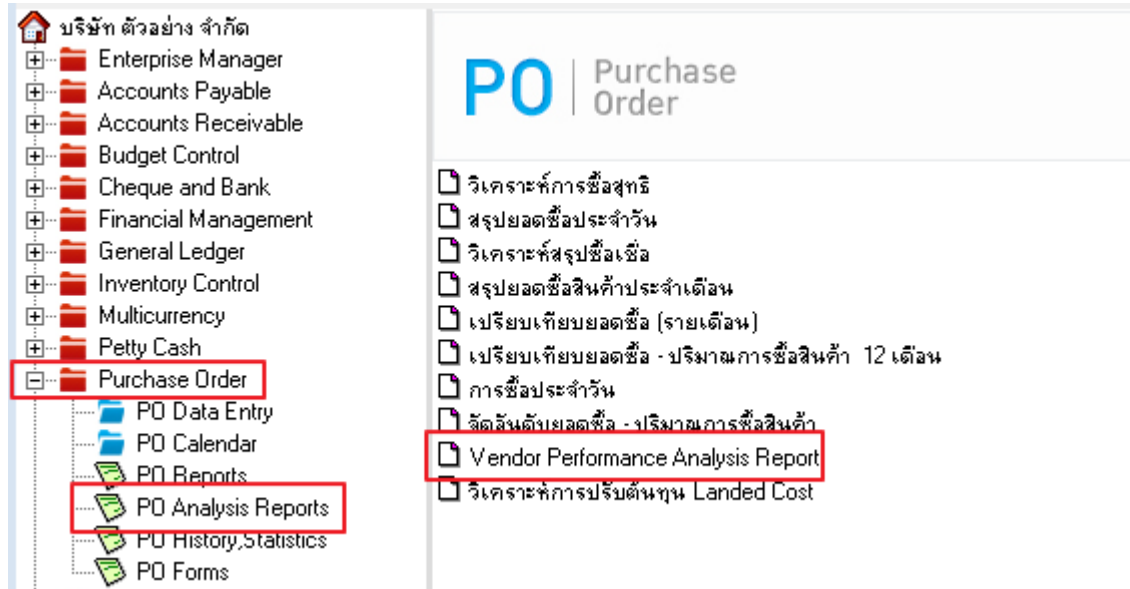 บริษัท ตัวอย่าง จำกัด
Enterprise Manager
Accounts Payable
Accounts Receivable
Budget Control
Cheque and Bank
Financial Management
General Ledger
Inventory Control
Multicurrency
Petty Cash
Purchase Order
PO Data Entry
PO Calendar
PO Reports
PO Analysis Reports
PO History,Statistics
PO Forms
PO | Purchase
Order
วิเคราะห์การซื้อสุทธิ
สรุปยอดซื้อประจำวัน
วิเคราะห์สรุปซื้อเชื่อ
สรุปยอดซื้อสินค้าประจำเดือน
เปรียบเทียบยอดซื้อ (รายเดือน)
เปรียบเทียบยอดซื้อ - ปริมาณการซื้อสินค้า 12 เดือน
การซื้อประจำวัน
จัดอันดับยอดซื้อ - ปริมาณการซื้อสินค้า
Vendor Performance Analysis Report
วิเคราะห์การปรับต้นทุน Landed Cost